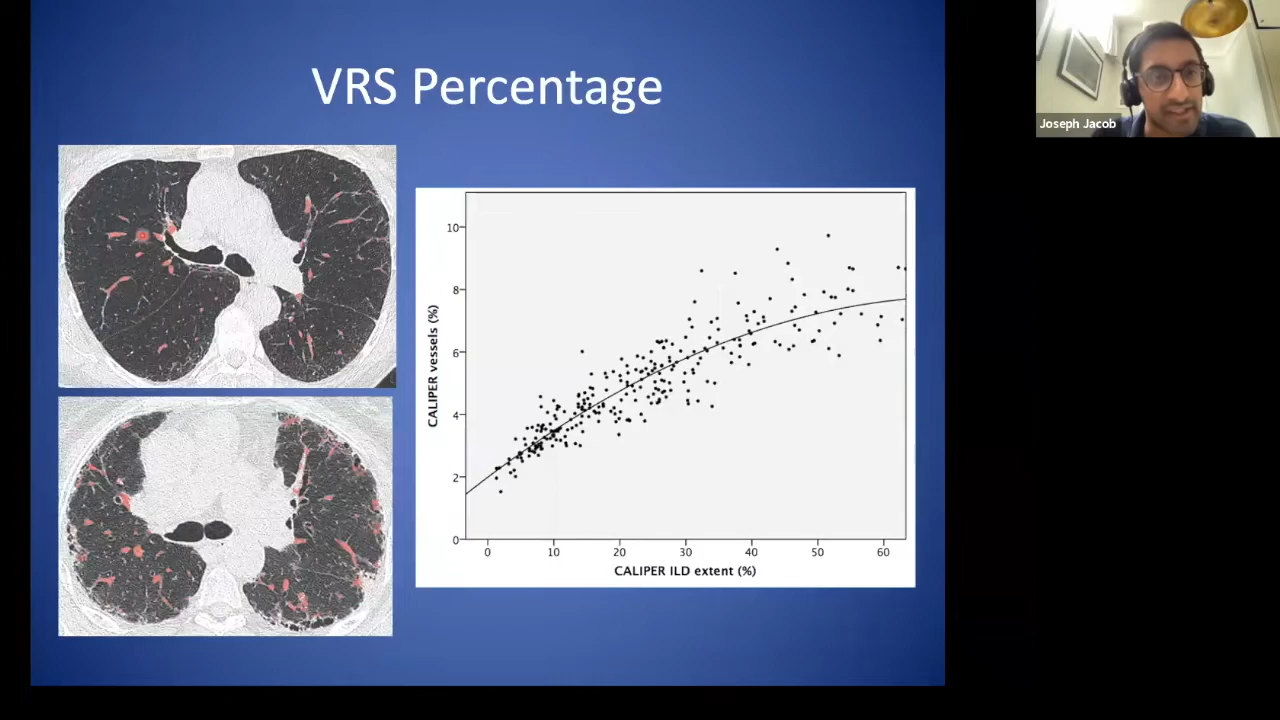 VRS Percentage
Joseph Jacob
CALIPER vessels (%)
10
8
6
4
2
0
0 10 20 30 40 50 60
CALIPER ILD extent (%)